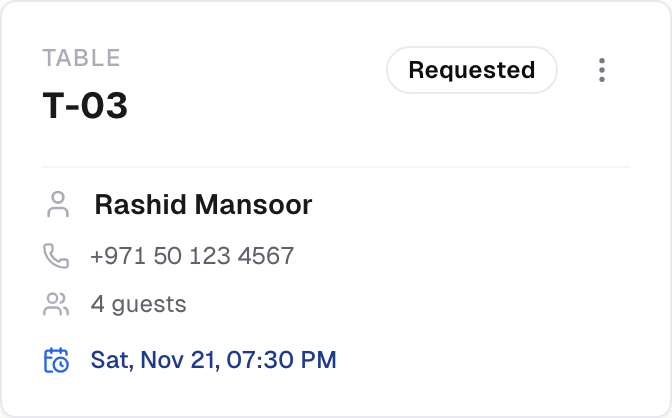 TABLE
T-03
Requested
Rashid Mansoor
+971 50 123 4567
4 guests
Sat, Nov 21, 07:30 PM